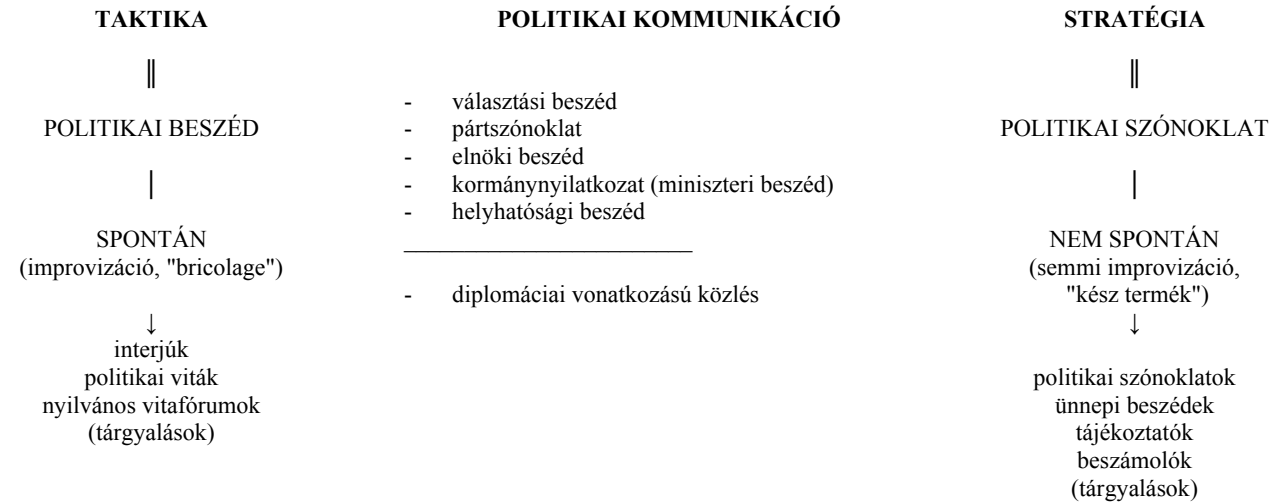 TAKTIKA
‖
POLITIKAI BESZÉD
|
SPONTÁN
(improvizáció, "bricolage")
↓
interjúk
politikai viták
nyilvános vitafórumok
(tárgyalások)
POLITIKAI KOMMUNIKÁCIÓ
- választási beszéd
- pártszónoklat
- elnöki beszéd
- kormánynyilatkozat (miniszteri beszéd)
- helyhatósági beszéd
- diplomáciai vonatkozású közlés
STRATÉGIA
‖
POLITIKAI SZÓNOKLAT
|
NEM SPONTÁN
(semmi improvizáció,
"kész termék")
↓
politikai szónoklatok
ünnepi beszédek
tájékoztatók
beszámolók
(tárgyalások)